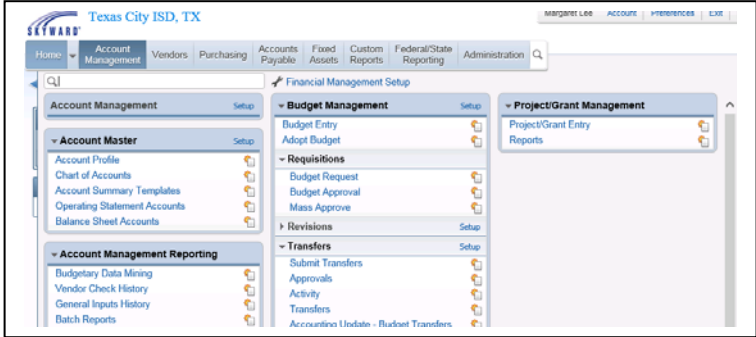 Texas City ISD, TX
Margaret Lee Account Preferences Exit
SKYWARD
Home Account Management Vendors Purchasing Accounts Payable Fixed Assets Custom Reports Federal/State Reporting Administration
Financial Management Setup
Account Management Setup
Account Master Setup
Account Profile
Chart of Accounts
Account Summary Templates
Operating Statement Accounts
Balance Sheet Accounts
Account Management Reporting
Budgetary Data Mining
Vendor Check History
General Inputs History
Batch Reports
Budget Management Setup
Budget Entry
Adopt Budget
Requisitions
Budget Request
Budget Approval
Mass Approve
Revisions Setup
Transfers Setup
Submit Transfers
Approvals
Activity
Transfers
Accounting Update - Budget Transfers
Project/Grant Management
Project/Grant Entry
Reports